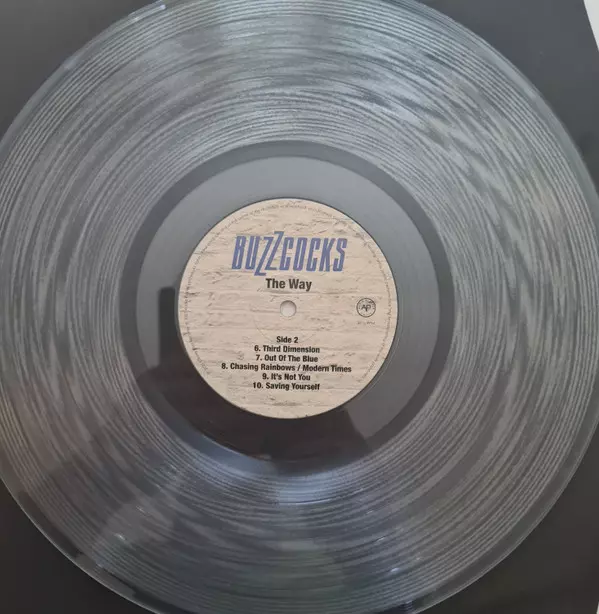 BUZZCOCKS
The Way
AP
Side 2
6. Third Dimension
7. Out Of The Blue
8. Chasing Rainbows / Modern Times
9. It's Not You
10. Saving Yourself